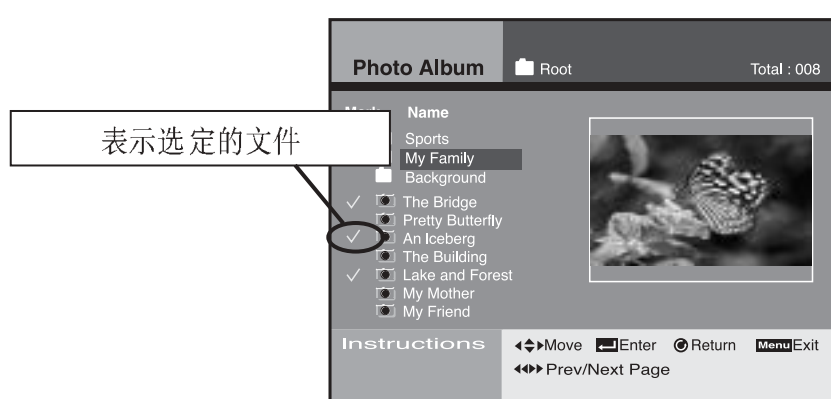 Photo Album
Root
Total : 008
Name
表示选定的文件
Sports
My Family
Background
The Bridge
Pretty Butterfly
An Iceberg
The Building
Lake and Forest
My Mother
My Friend
Instructions
Move Enter Return Menu Exit
Prev/Next Page